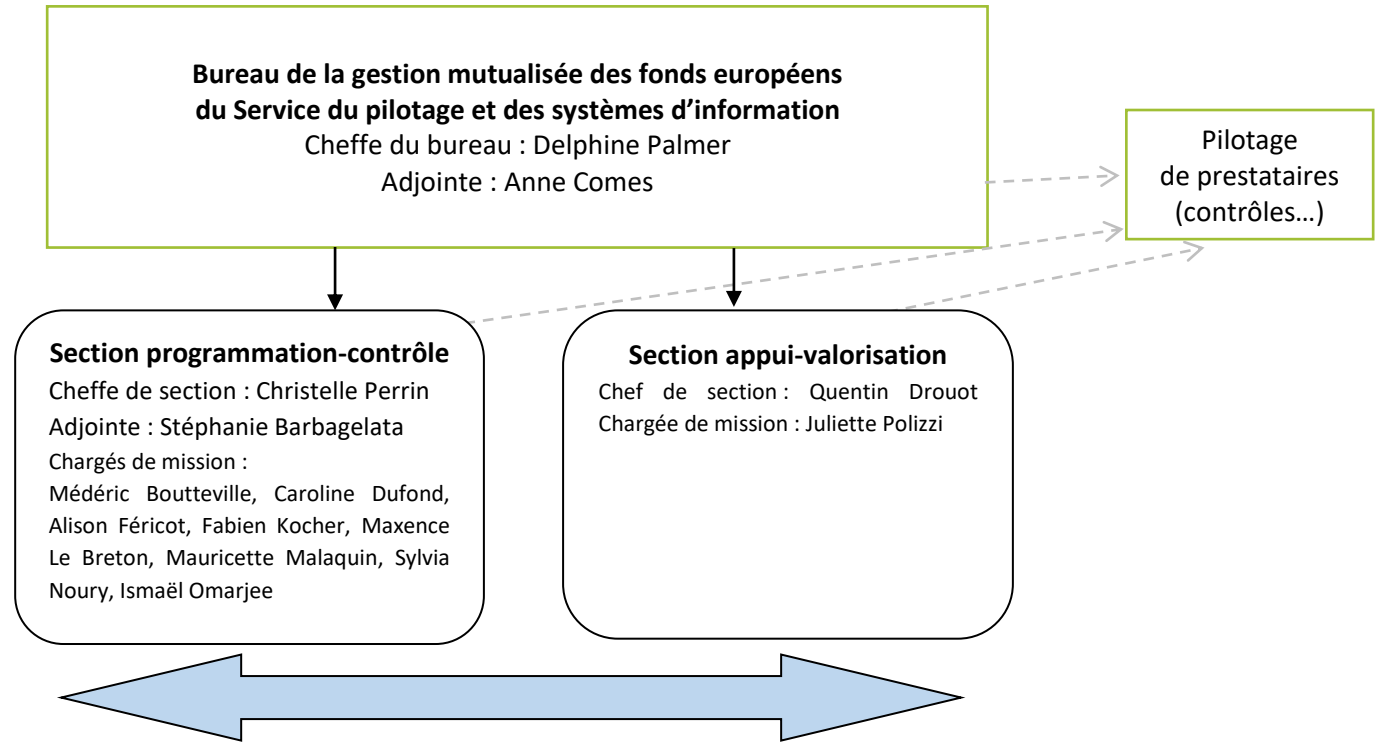 Bureau de la gestion mutualisée des fonds européens
du Service du pilotage et des systèmes d’information
Cheffe du bureau : Delphine Palmer
Adjointe : Anne Comes
Pilotage
de prestataires
(contrôles…)
Section programmation-contrôle
Cheffe de section : Christelle Perrin
Adjointe : Stéphanie Barbagelata
Chargés de mission :
Médéric Boutteville, Caroline Dufond,
Alison Féricot, Fabien Kocher, Maxence
Le Breton, Mauricette Malaquin, Sylvia
Noury, Ismaël Omarjee
Section appui-valorisation
Chef de section : Quentin Drouot
Chargée de mission : Juliette Polizzi